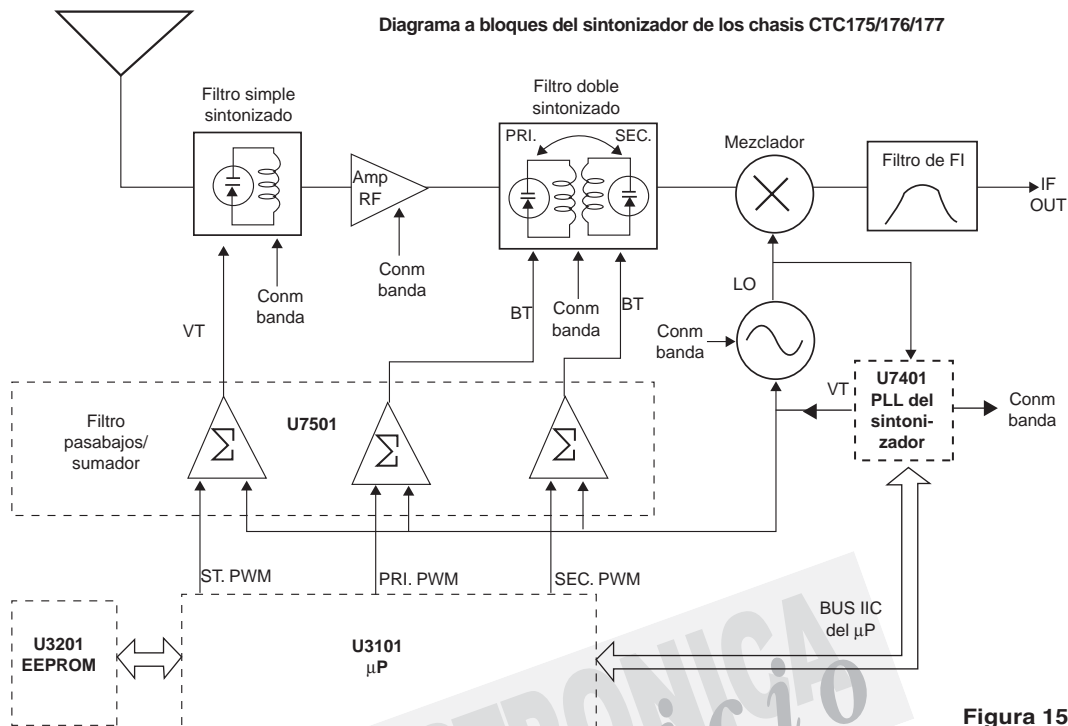 Diagrama a bloques del sintonizador de los chasis CTC175/176/177
Filtro simple
sintonizado
Filtro doble
sintonizado
PRI.
SEC.
Mezclador
Filtro de FI
Amp
RF
IF
OUT
Conm
banda
Conm
banda
VT
BT
Conm
banda
BT
LO
Conm
banda
VT
U7401
PLL del
sintoni-
zador
Conm
banda
Filtro
pasabajos/
sumador
U7501
Σ
Σ
Σ
ST. PWM
PRI. PWM
SEC. PWM
BUS IIC
del µP
U3201
EEPROM
U3101
µP
CTRONICA
icio
Figura 15